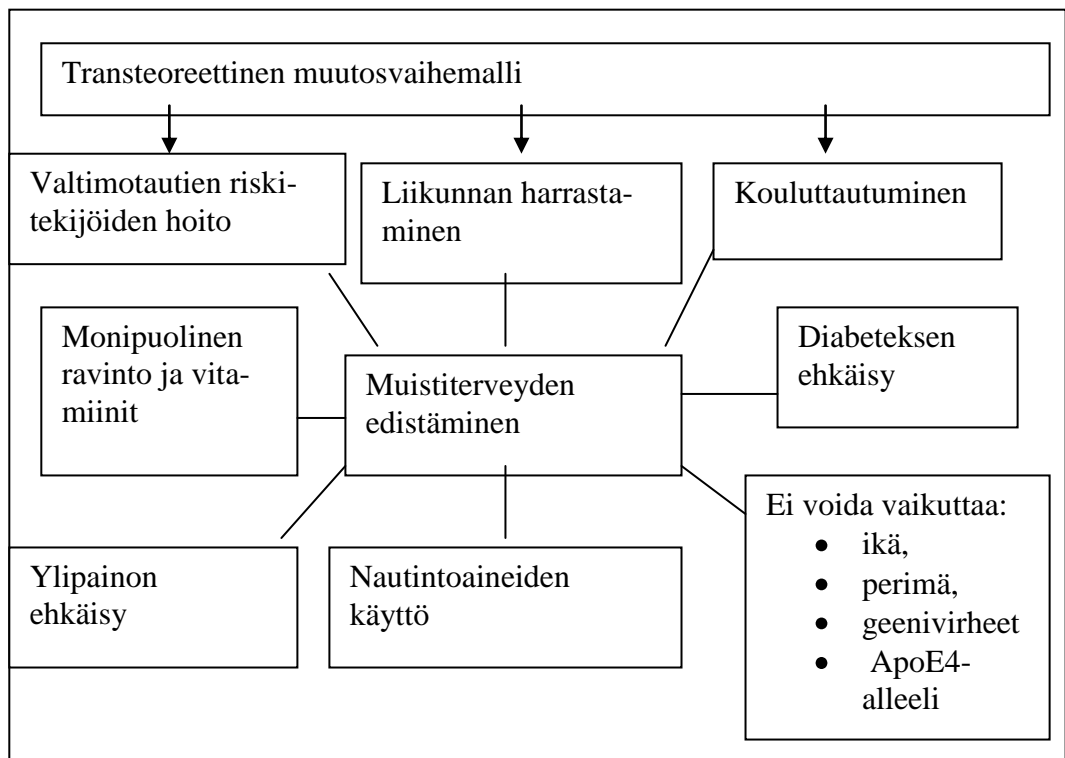 Transteoreettinen muutosvaihemalli
Valtimotautien riski-
tekijöiden hoito
Liikunnan harrasta-
minen
Kouluttautuminen
Monipuolinen
ravinto ja vita-
miinit
Muistiterveyden
edistäminen
Diabeteksen
ehkäisy
Ylipainon
ehkäisy
Nautintoaineiden
käyttö
Ei voida vaikuttaa:
• ikä,
• perimä,
• geenivirheet
• ApoE4-
alleeli